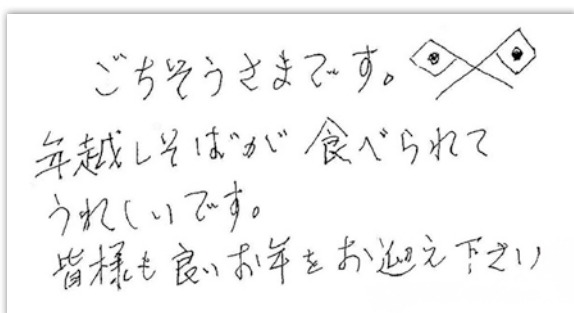 ごちそうさまです。
年越しそばが食べられて
うれしいです。
皆様も良いお年をお迎え下さい